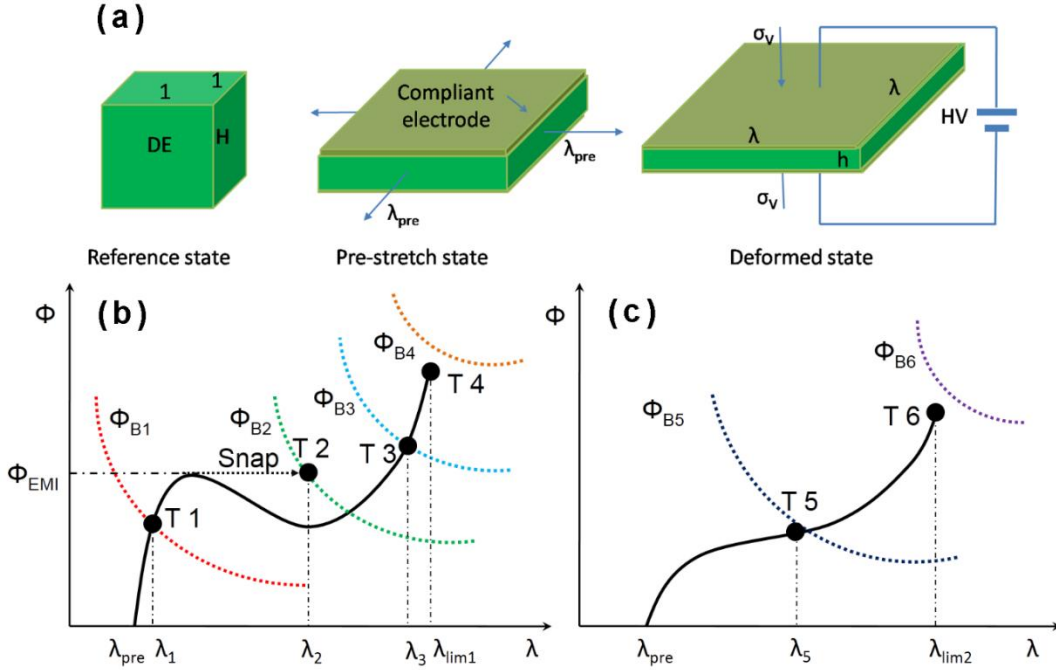 (a)
1
1
DE
H
Reference state
Compliant
electrode
λpre
λpre
Pre-stretch state
σV
λ
λ
h
σV
HV
Deformed state
(b)
Φ
ΦB1
ΦB2
ΦB3
ΦB4
ΦEMI
Snap
T 1
T 2
T 3
T 4
λpre
λ1
λ2
λ3
λlim1
λ
(c)
Φ
ΦB5
ΦB6
T 5
T 6
λpre
λ5
λlim2
λ